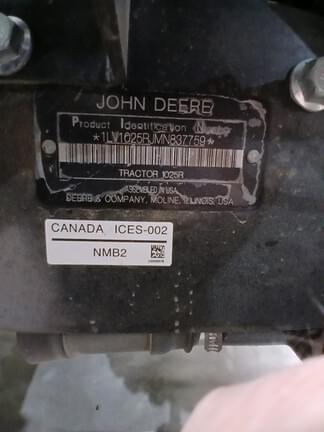 JOHN DEERE
Product Identification Number
*1LV1025RJMN837759*
TRACTOR 1025R
ASSEMBLED IN USA
DEERE & COMPANY, MOLINE, ILLINOIS, USA
CANADA ICES-002
NMB2